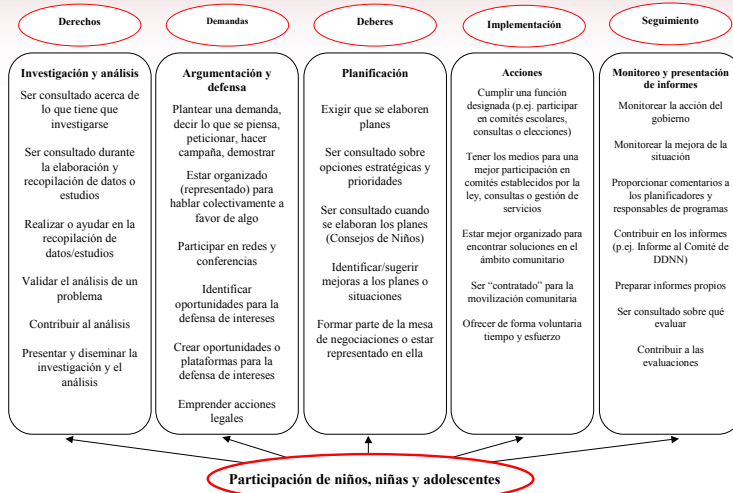 Derechos
Demandas
Deberes
Implementación
Seguimiento
Investigación y análisis
Ser consultado acerca de
lo que tiene que
investigarse
Ser consultado durante
la elaboración y
recopilación de datos o
estudios
Realizar o ayudar en la
recopilación de
datos/estudios
Validar el análisis de un
problema
Contribuir al análisis
Presentar y diseminar la
investigación y el
análisis
Argumentación y
defensa
Plantear una demanda,
decir lo que se piensa,
peticionar, hacer
campaña, demostrar
Estar organizado
(representado) para
hablar colectivamente a
favor de algo
Participar en redes y
conferencias
Identificar
oportunidades para la
defensa de intereses
Crear oportunidades o
plataformas para la
defensa de intereses
Emprender acciones
legales
Planificación
Exigir que se elaboren
planes
Ser consultado sobre
opciones estratégicas y
prioridades
Ser consultado cuando
se elaboran los planes
(Consejos de Niños)
Identificar/sugerir
mejoras a los planes o
situaciones
Formar parte de la mesa
de negociaciones o estar
representado en ella
Acciones
Cumplir una función
designada (p.ej. participar
en comités escolares,
consultas o elecciones)
Tener los medios para una
mejor participación en
comités establecidos por la
ley, consultas o gestión de
servicios
Estar mejor organizado para
encontrar soluciones en el
ámbito comunitario
Ser “contratado” para la
movilización comunitaria
Ofrecer de forma voluntaria
tiempo y esfuerzo
Monitoreo y presentación
de informes
Monitorear la acción del
gobierno
Monitorear la mejora de la
situación
Proporcionar comentarios a
los planificadores y
responsables de programas
Contribuir en los informes
(p.ej. Informe al Comité de
DDNN)
Preparar informes propios
Ser consultado sobre qué
evaluar
Contribuir a las
evaluaciones
Participación de niños, niñas y adolescentes